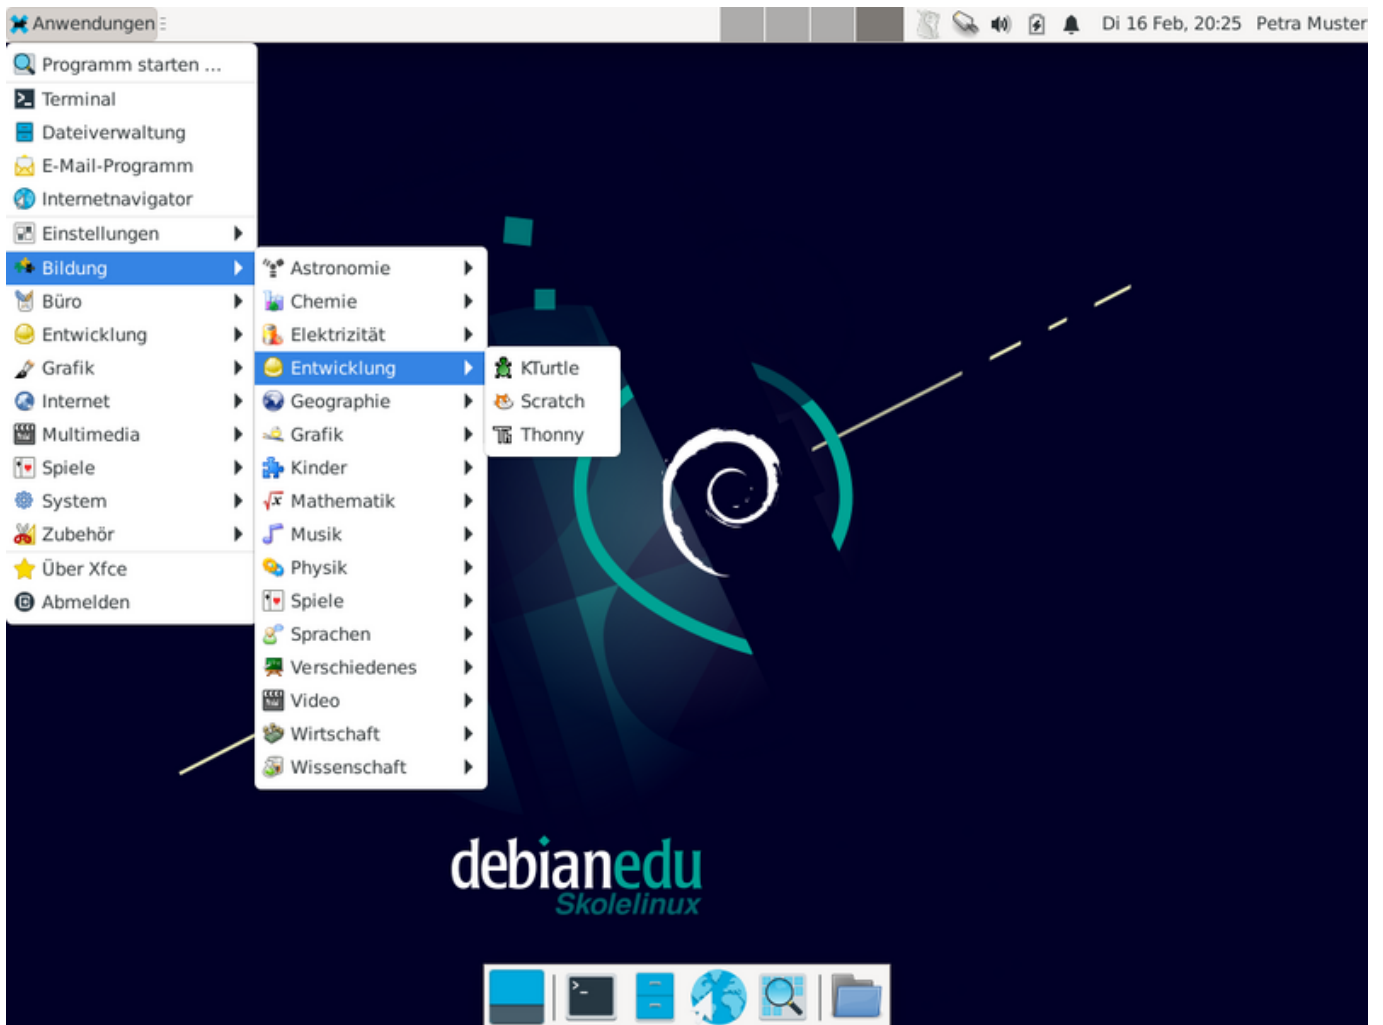 Anwendungen
Di 16 Feb, 20:25 Petra Muster
Programm starten ...
Terminal
Dateiverwaltung
E-Mail-Programm
Internetnavigator
Einstellungen
Bildung
Büro
Entwicklung
Grafik
Internet
Multimedia
Spiele
System
Zubehör
Über Xfce
Abmelden
Astronomie
Chemie
Elektrizität
Entwicklung
Geographie
Grafik
Kinder
Mathematik
Musik
Physik
Spiele
Sprachen
Verschiedenes
Video
Wirtschaft
Wissenschaft
KTurtle
Scratch
Thonny
debianedu
Skolelinux